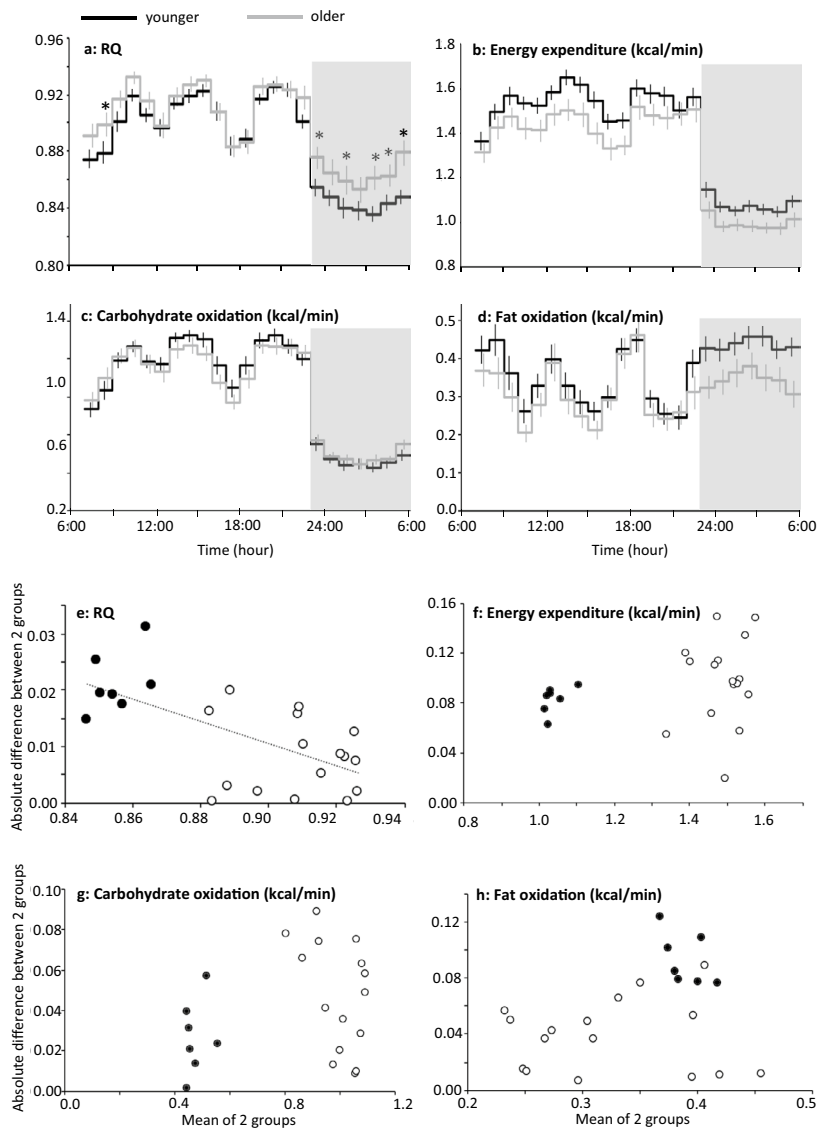 younger older
a: RQ
0.96
0.92
0.88
0.84
0.80
* * * * * *
b: Energy expenditure (kcal/min)
1.8
1.6
1.4
1.2
1.0
0.8
c: Carbohydrate oxidation (kcal/min)
1.4
1.0
0.6
0.2
6:00 12:00 18:00 24:00 6:00
Time (hour)
d: Fat oxidation (kcal/min)
0.5
0.4
0.3
0.2
0.1
0.0
6:00 12:00 18:00 24:00 6:00
Time (hour)
Absolute difference between 2 groups
e: RQ
0.03
0.02
0.01
0.00
0.84 0.86 0.88 0.90 0.92 0.94
f: Energy expenditure (kcal/min)
0.16
0.12
0.08
0.04
0.00
0.8 1.0 1.2 1.4 1.6
Absolute difference between 2 groups
g: Carbohydrate oxidation (kcal/min)
0.10
0.08
0.06
0.04
0.02
0.00
0.0 0.4 0.8 1.2
Mean of 2 groups
h: Fat oxidation (kcal/min)
0.12
0.08
0.04
0.00
0.2 0.3 0.4 0.5
Mean of 2 groups